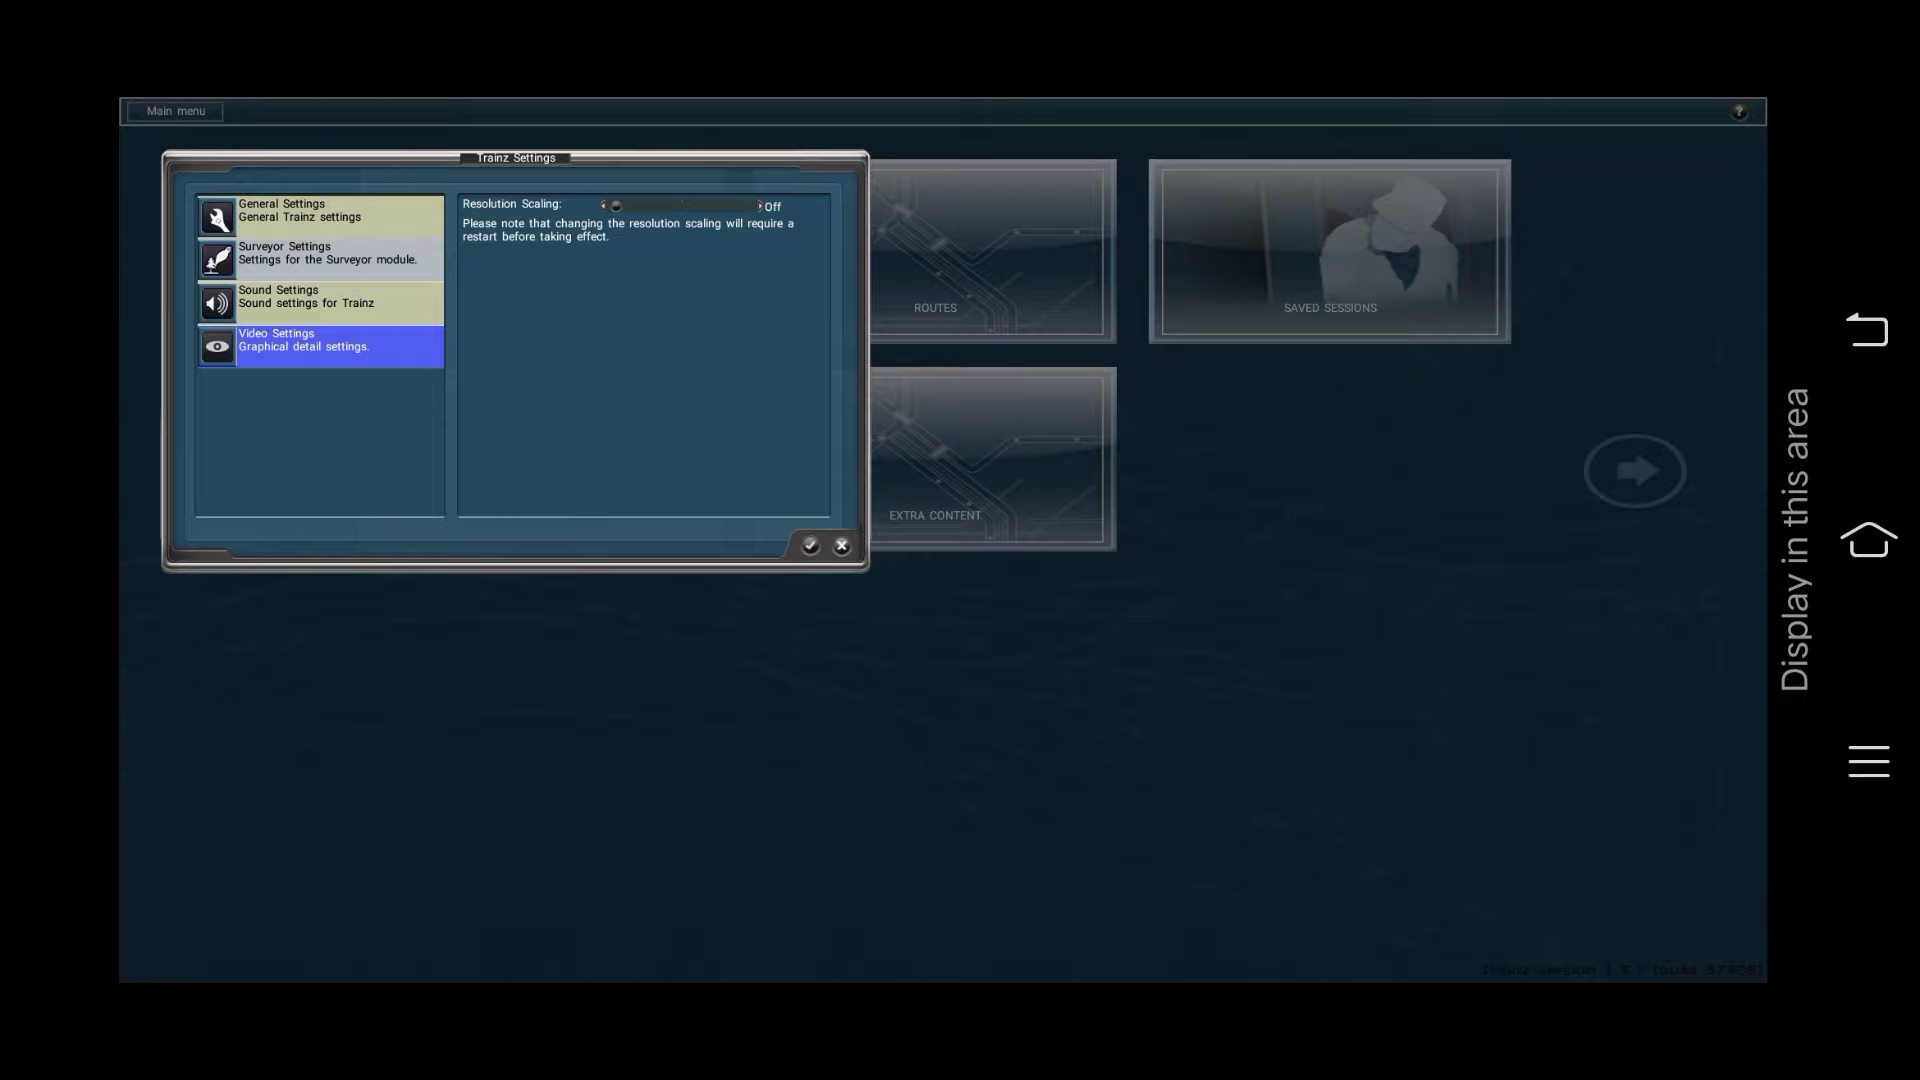 Main menu
?
Trainz Settings
General Settings
General Trainz settings
Surveyor Settings
Settings for the Surveyor module.
Sound Settings
Sound settings for Trainz
Video Settings
Graphical detail settings.
Resolution Scaling:
Off
Please note that changing the resolution scaling will require a
restart before taking effect.
ROUTES
SAVED SESSIONS
EXTRA CONTENT
Display in this area